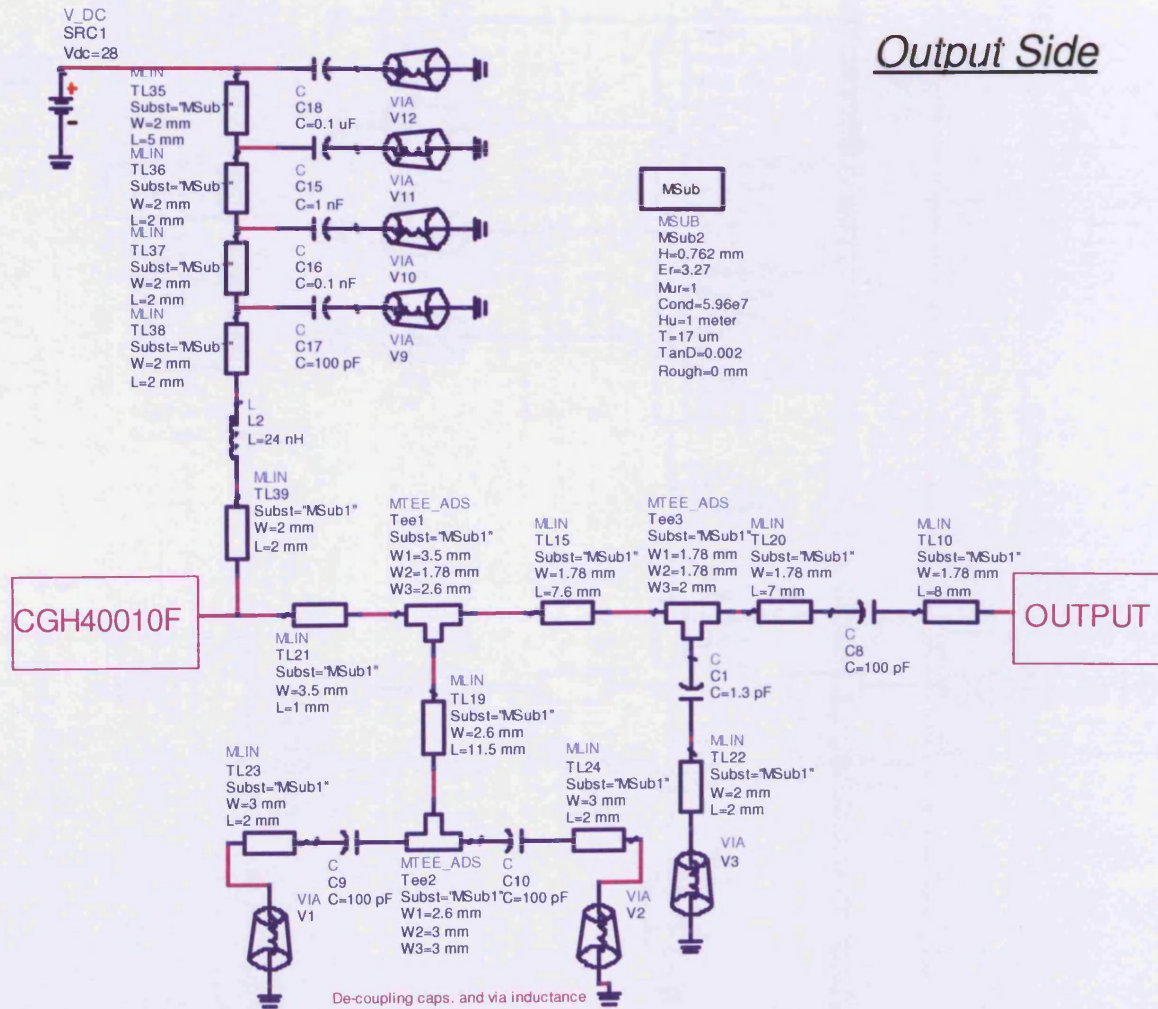 V_DC
SRC1
Vdc=28
Output Side
MLIN
TL35
Subst="MSub1"
W=2 mm
L=5 mm
C
C18
C=0.1 uF
VIA
V12
MLIN
TL36
Subst="MSub1"
W=2 mm
L=2 mm
C
C15
C=1 nF
VIA
V11
MLIN
TL37
Subst="MSub1"
W=2 mm
L=2 mm
C
C16
C=0.1 nF
VIA
V10
MLIN
TL38
Subst="MSub1"
W=2 mm
L=2 mm
C
C17
C=100 pF
VIA
V9
MSub
MSUB
MSub2
H=0.762 mm
Er=3.27
Mur=1
Cond=5.96e7
Hu=1 meter
T=17 um
TanD=0.002
Rough=0 mm
L
L2
L=24 nH
MLIN
TL39
Subst="MSub1"
W=2 mm
L=2 mm
MTEE_ADS
Tee1
Subst="MSub1"
W1=3.5 mm
W2=1.78 mm
W3=2.6 mm
MLIN
TL15
Subst="MSub1"
W=1.78 mm
L=7.6 mm
MTEE_ADS
Tee3
Subst="MSub1"
W1=1.78 mm
W2=1.78 mm
W3=2 mm
MLIN
TL20
Subst="MSub1"
W=1.78 mm
L=7 mm
MLIN
TL10
Subst="MSub1"
W=1.78 mm
L=8 mm
CGH40010F
OUTPUT
MLIN
TL21
Subst="MSub1"
W=3.5 mm
L=1 mm
C
C8
C=100 pF
C
C1
C=1.3 pF
MLIN
TL19
Subst="MSub1"
W=2.6 mm
L=11.5 mm
MLIN
TL22
Subst="MSub1"
W=2 mm
L=2 mm
MLIN
TL23
Subst="MSub1"
W=3 mm
L=2 mm
MLIN
TL24
Subst="MSub1"
W=3 mm
L=2 mm
VIA
V3
C
C9
C=100 pF
MTEE_ADS
Tee2
Subst="MSub1"
W1=2.6 mm
W2=3 mm
W3=3 mm
C
C10
C=100 pF
VIA
V1
VIA
V2
De-coupling caps. and via inductance